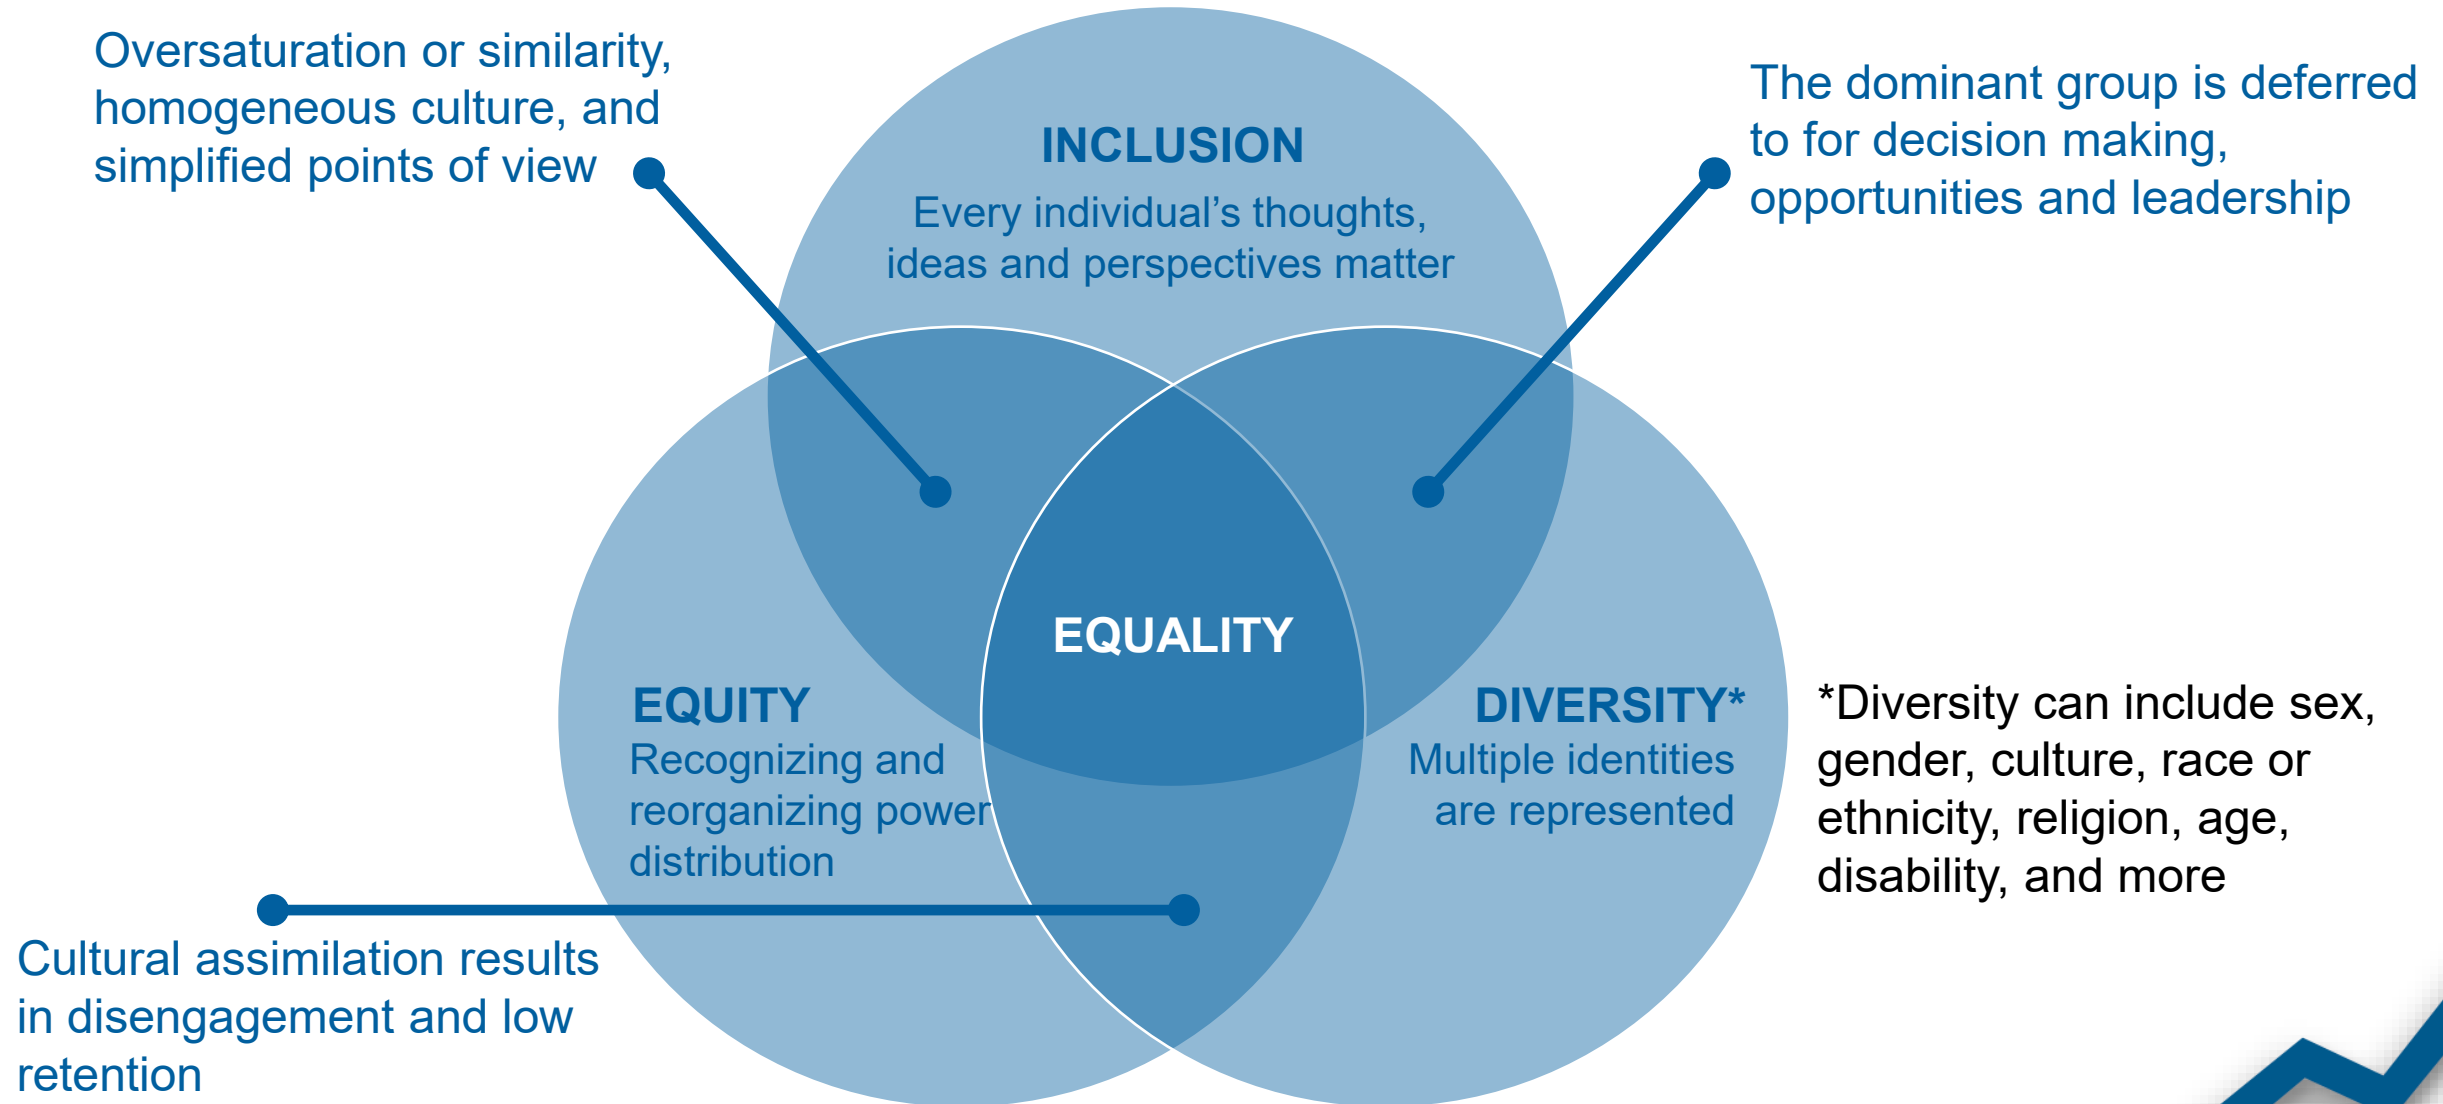 Oversaturation or similarity,
homogeneous culture, and
simplified points of view
INCLUSION
Every individual’s thoughts,
ideas and perspectives matter
The dominant group is deferred
to for decision making,
opportunities and leadership
EQUALITY
EQUITY
Recognizing and
reorganizing power
distribution
DIVERSITY*
Multiple identities
are represented
*Diversity can include sex,
gender, culture, race or
ethnicity, religion, age,
disability, and more
Cultural assimilation results
in disengagement and low
retention